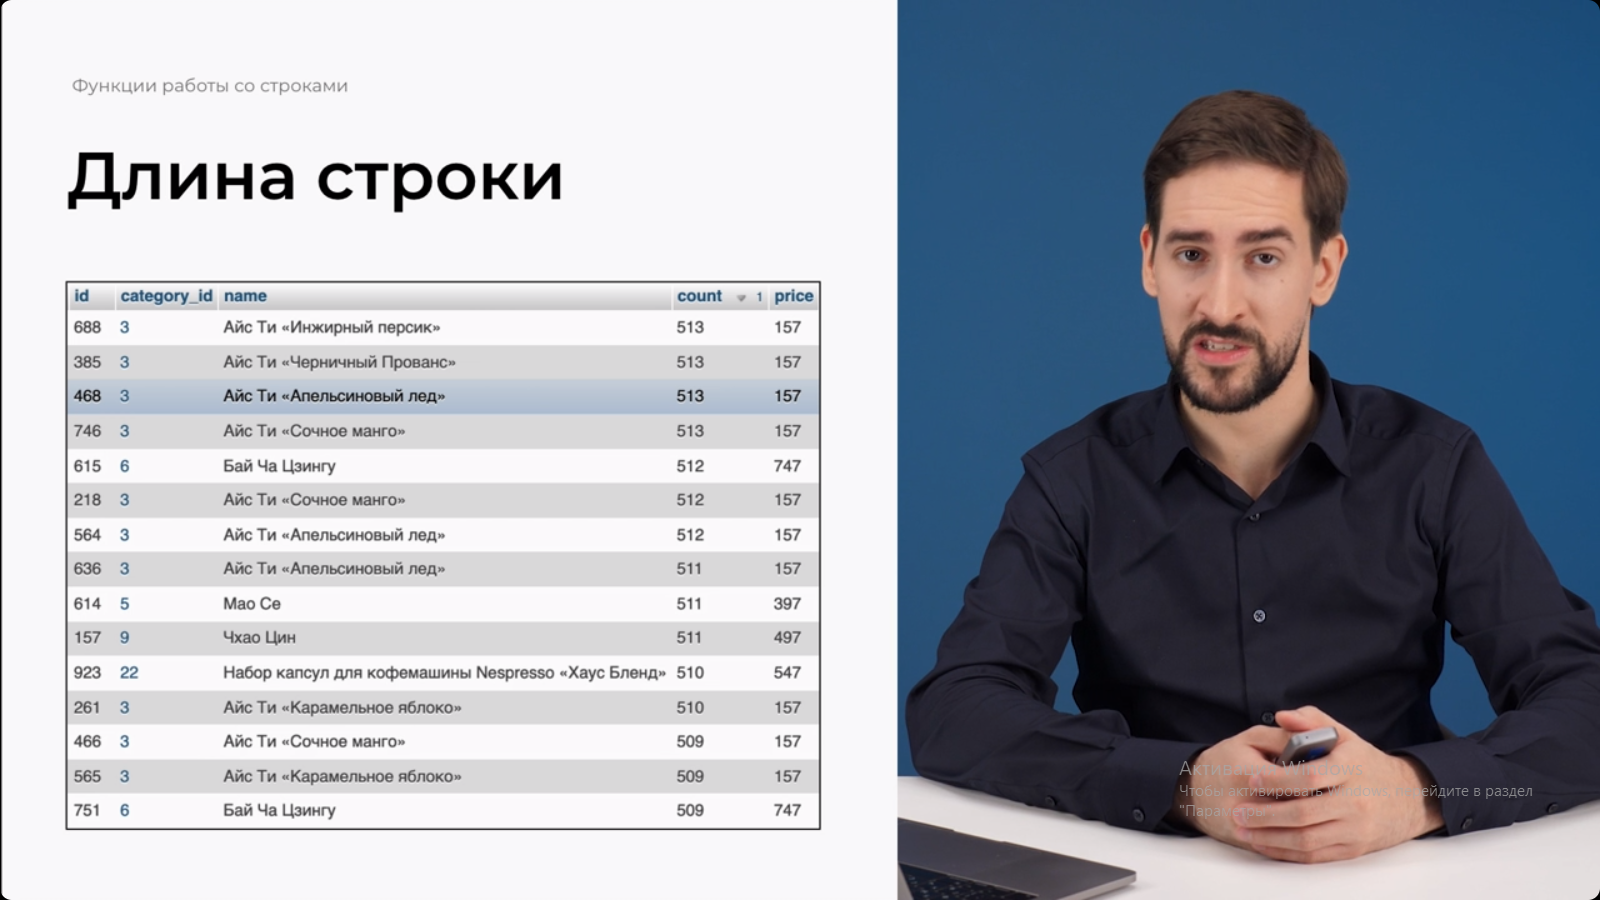 Функции работы со строками
Длина строки
id category_id name count 1 price
688 3 Айс Ти «Инжирный персик» 513 157
385 3 Айс Ти «Черничный Прованс» 513 157
468 3 Айс Ти «Апельсиновый лед» 513 157
746 3 Айс Ти «Сочное манго» 513 157
615 6 Бай Ча Цзингу 512 747
218 3 Айс Ти «Сочное манго» 512 157
564 3 Айс Ти «Апельсиновый лед» 512 157
636 3 Айс Ти «Апельсиновый лед» 511 157
614 5 Мао Се 511 397
157 9 Чхао Цин 511 497
923 22 Набор капсул для кофемашины Nespresso «Хаус Бленд» 510 547
261 3 Айс Ти «Карамельное яблоко» 510 157
466 3 Айс Ти «Сочное манго» 509 157
565 3 Айс Ти «Карамельное яблоко» 509 157
751 6 Бай Ча Цзингу 509 747
Активация Windows
Чтобы активировать Windows, перейдите в раздел
"Параметры